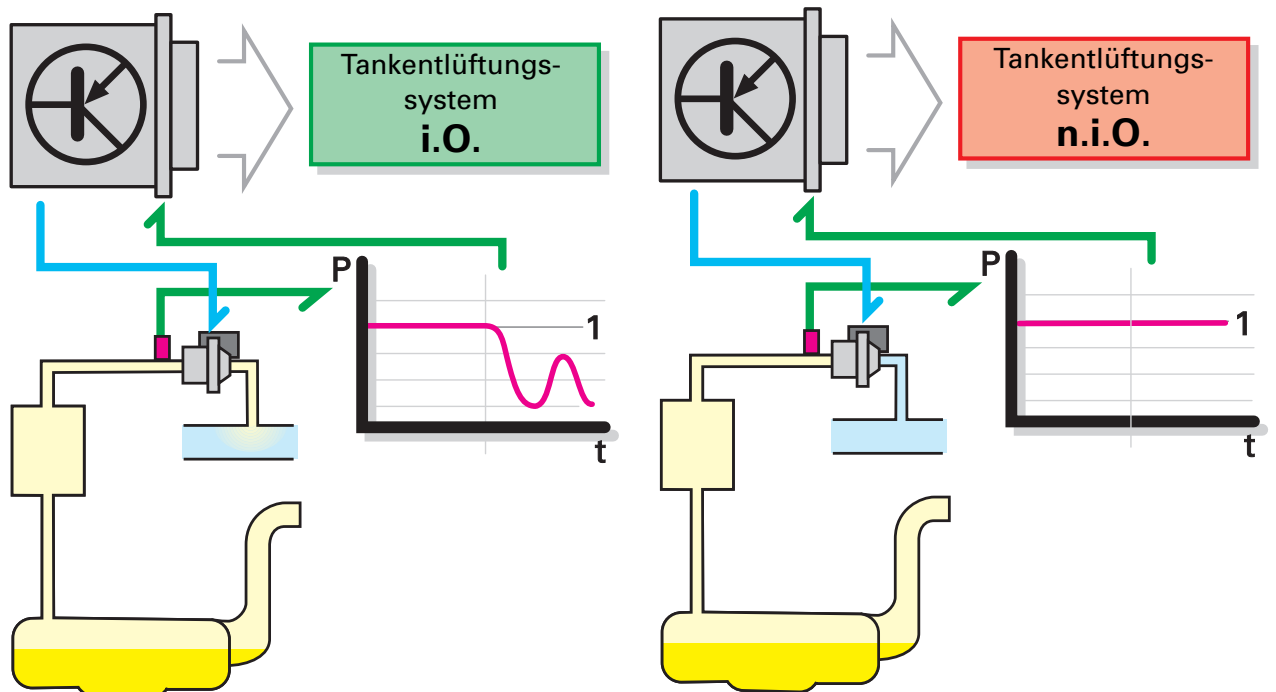 Tankentlüftungs-
system
i.O.
P
1
t
Tankentlüftungs-
system
n.i.O.
P
1
t